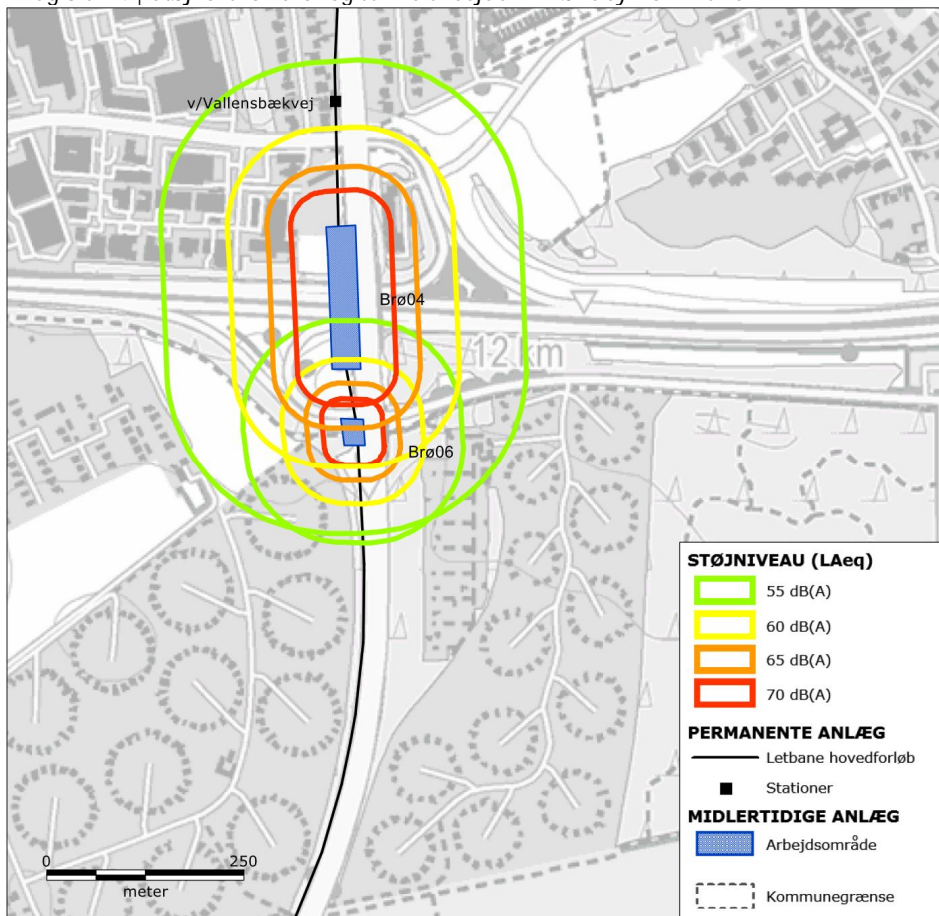 v/Vallensbækvej
Brø04
12 km
Brø06
STØJNIVEAU (LAeq)
55 dB(A)
60 dB(A)
65 dB(A)
70 dB(A)
PERMANENTE ANLÆG
Letbane hovedforløb
Stationer
MIDLERTIDIGE ANLÆG
Arbejdsområde
Kommunegrænse
0 250
meter